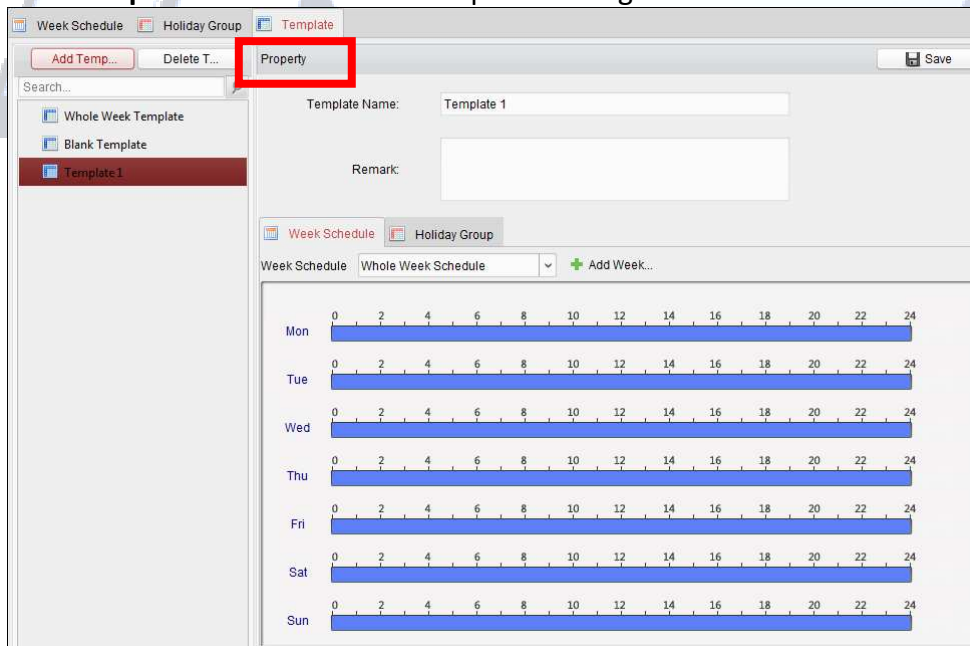 Week Schedule Holiday Group Template
Add Temp... Delete T... Property Save
Search...
Template Name: Template 1
Whole Week Template
Blank Template
Remark:
Template 1
Week Schedule Holiday Group
Week Schedule Whole Week Schedule Add Week...
0 2 4 6 8 10 12 14 16 18 20 22 24
Mon
0 2 4 6 8 10 12 14 16 18 20 22 24
Tue
0 2 4 6 8 10 12 14 16 18 20 22 24
Wed
0 2 4 6 8 10 12 14 16 18 20 22 24
Thu
0 2 4 6 8 10 12 14 16 18 20 22 24
Fri
0 2 4 6 8 10 12 14 16 18 20 22 24
Sat
0 2 4 6 8 10 12 14 16 18 20 22 24
Sun